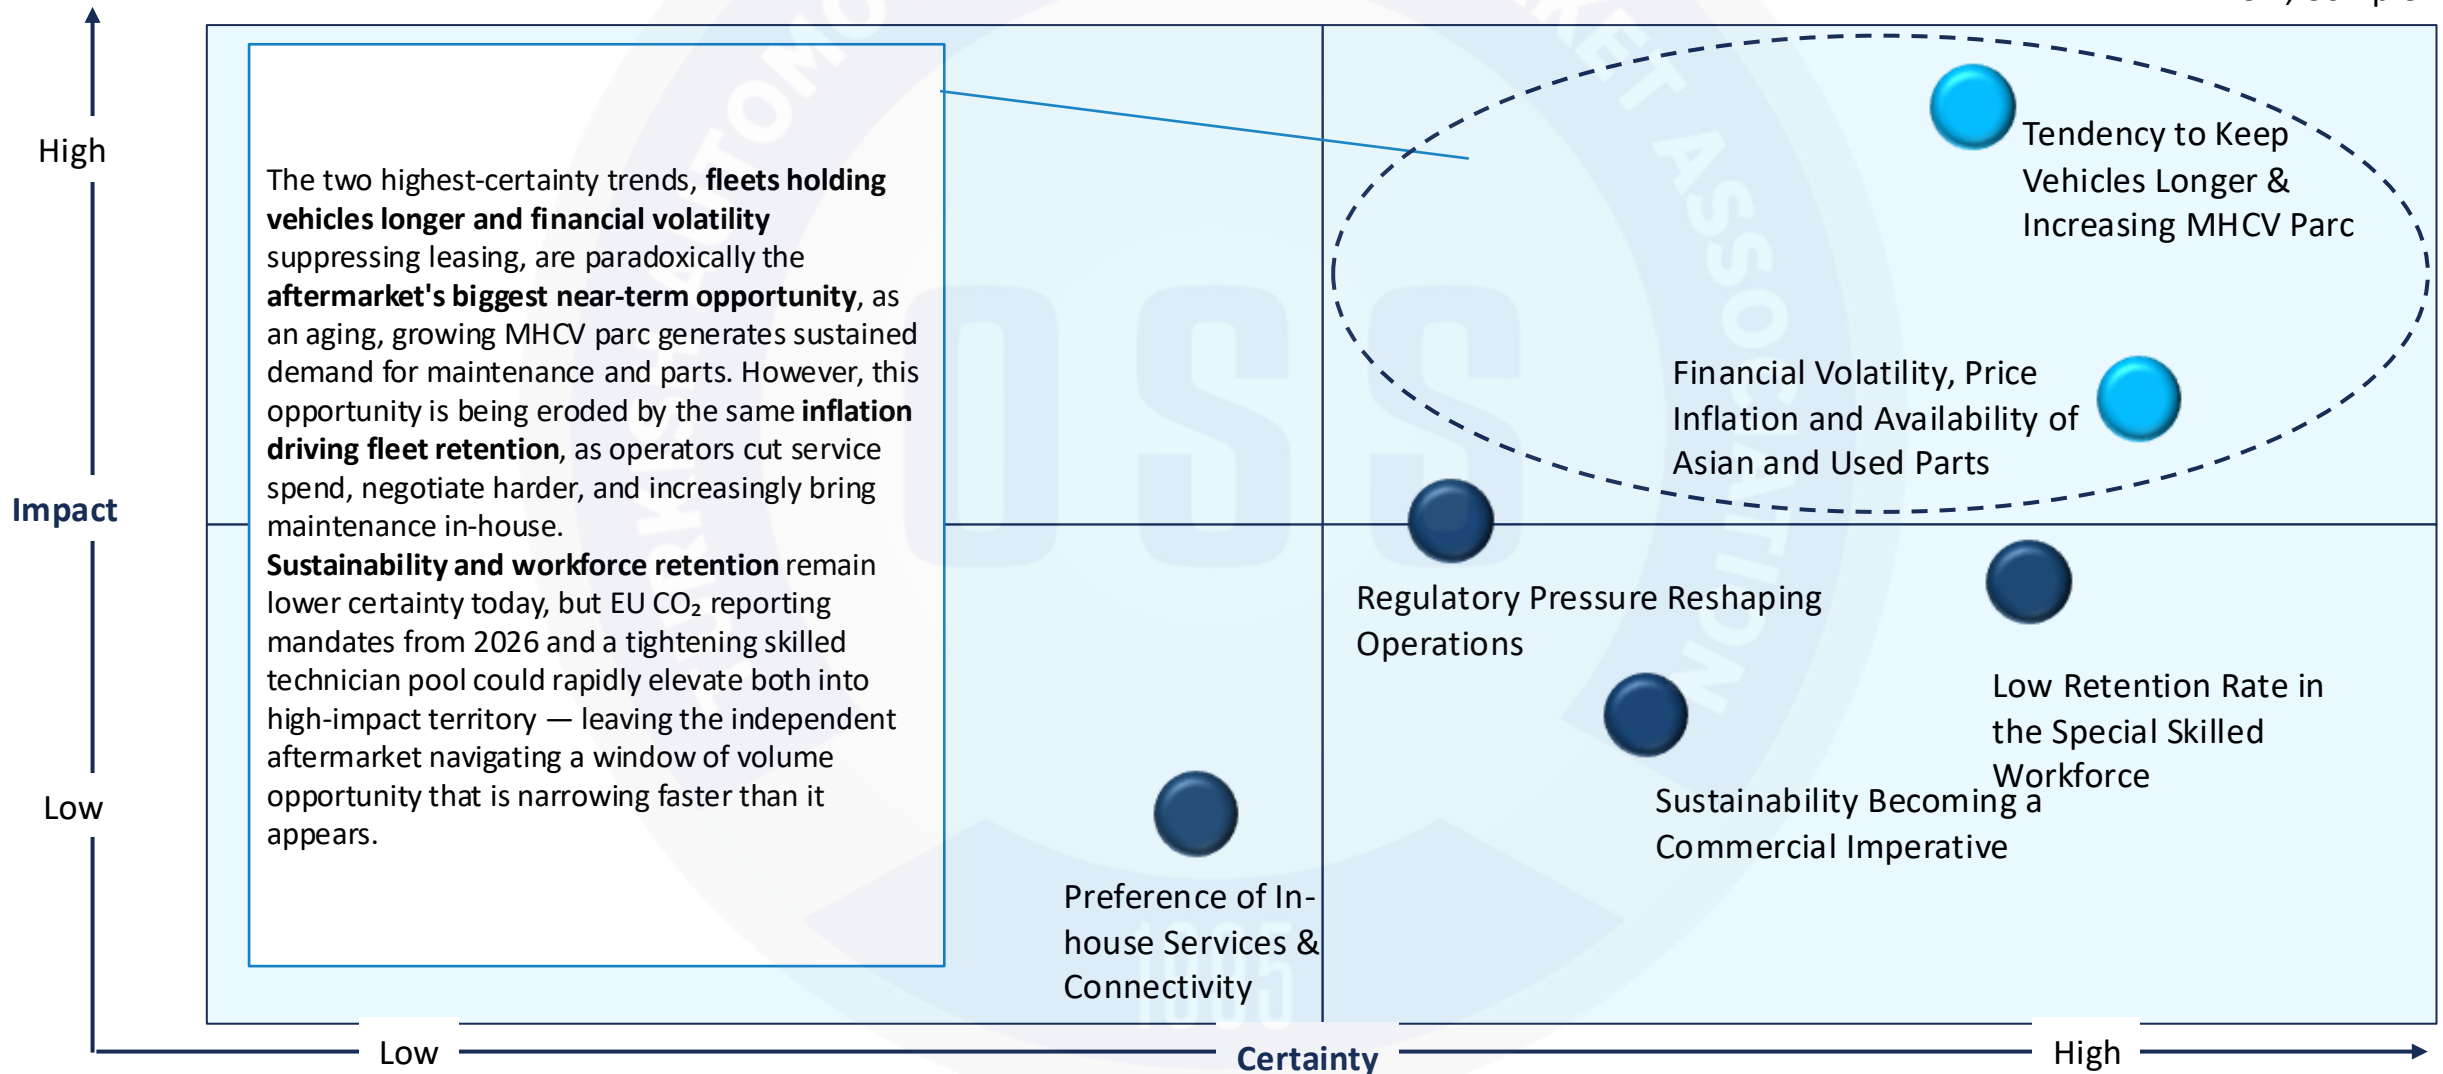 High
Impact
Low
The two highest-certainty trends, fleets holding
vehicles longer and financial volatility
suppressing leasing, are paradoxically the
aftermarket's biggest near-term opportunity, as
an aging, growing MHCV parc generates sustained
demand for maintenance and parts. However, this
opportunity is being eroded by the same inflation
driving fleet retention, as operators cut service
spend, negotiate harder, and increasingly bring
maintenance in-house.
Sustainability and workforce retention remain
lower certainty today, but EU CO₂ reporting
mandates from 2026 and a tightening skilled
technician pool could rapidly elevate both into
high-impact territory — leaving the independent
aftermarket navigating a window of volume
opportunity that is narrowing faster than it
appears.
Tendency to Keep
Vehicles Longer &
Increasing MHCV Parc
Financial Volatility, Price
Inflation and Availability of
Asian and Used Parts
Regulatory Pressure Reshaping
Operations
Low Retention Rate in
the Special Skilled
Workforce
Sustainability Becoming a
Commercial Imperative
Preference of In-
house Services &
Connectivity
Low
Certainty
High
OSS
ASSOCIATION
1995